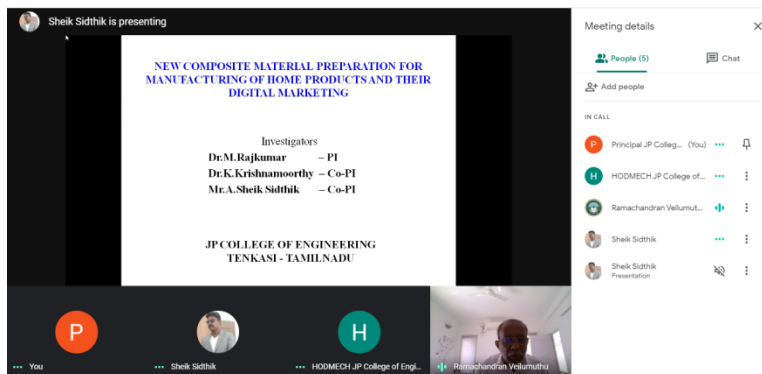 Sheik Sidthik is presenting
NEW COMPOSITE MATERIAL PREPARATION FOR
MANUFACTURING OF HOME PRODUCTS AND THEIR
DIGITAL MARKETING
Investigators
Dr.M.Rajkumar – PI
Dr.K.Krishnamoorthy – Co-PI
Mr.A.Sheik Sidthik – Co-PI
JP COLLEGE OF ENGINEERING
TENKASI - TAMILNADU
P
H
You
Sheik Sidthik
HODMECH JP College of Engi...
Ramachandran Veilumuthu
Meeting details
People (5)
Chat
Add people
IN CALL
P Principal JP Colleg... (You)
H HODMECH JP College of...
Ramachandran Veilumut...
Sheik Sidthik
Sheik Sidthik
Presentation